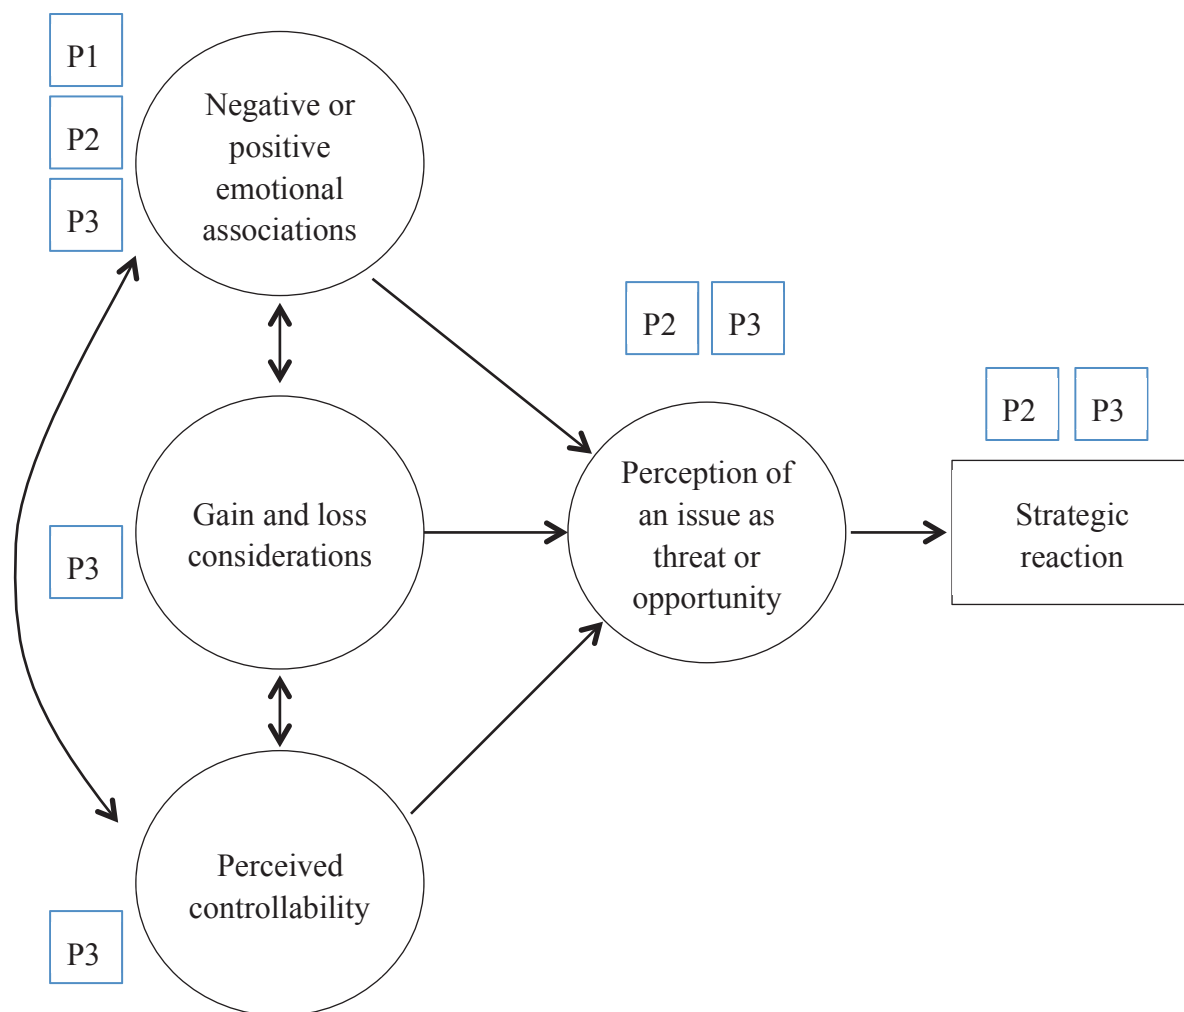 P1
P2
P3
Negative or
positive
emotional
associations
P2
P3
P2
P3
P3
Gain and loss
considerations
Perception of
an issue as
threat or
opportunity
Strategic
reaction
Perceived
controllability
P3